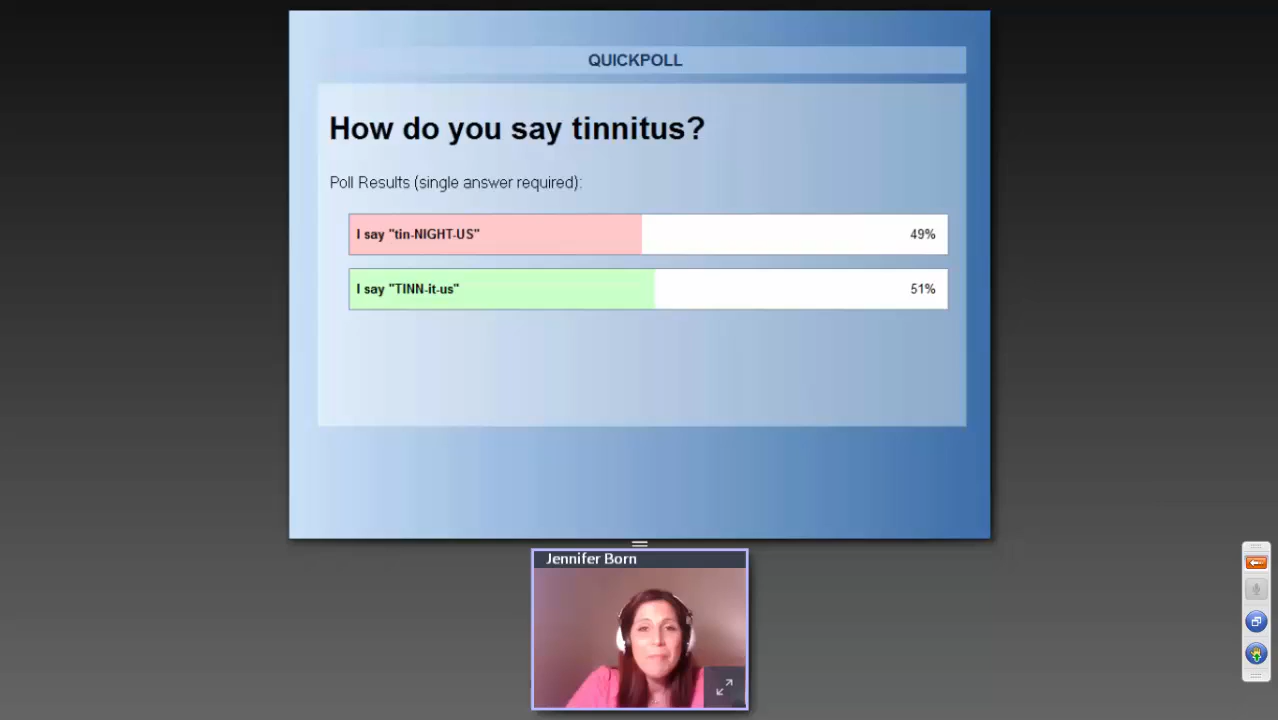 QUICKPOLL
How do you say tinnitus?
Poll Results (single answer required):
I say "tin-NIGHT-US" 49%
I say "TINN-it-us" 51%
Jennifer Born